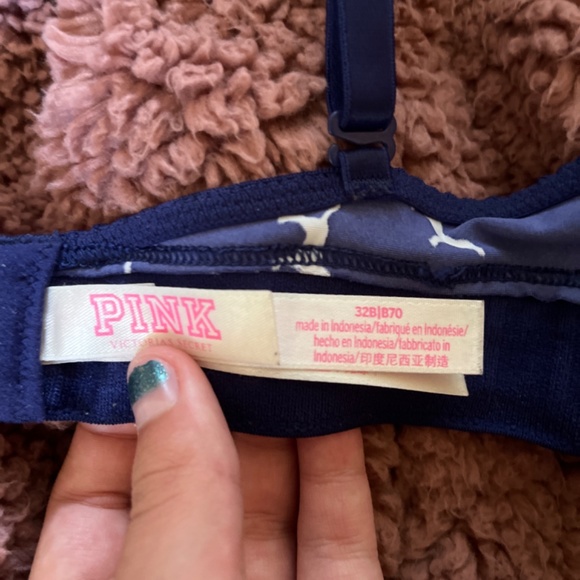 PINK
VICTORIA'S SECRET
32B|B70
made in Indonesia/fabriqué en Indonésie/
hecho en Indonesia/fabbricato in
Indonesia/印度尼西亚制造